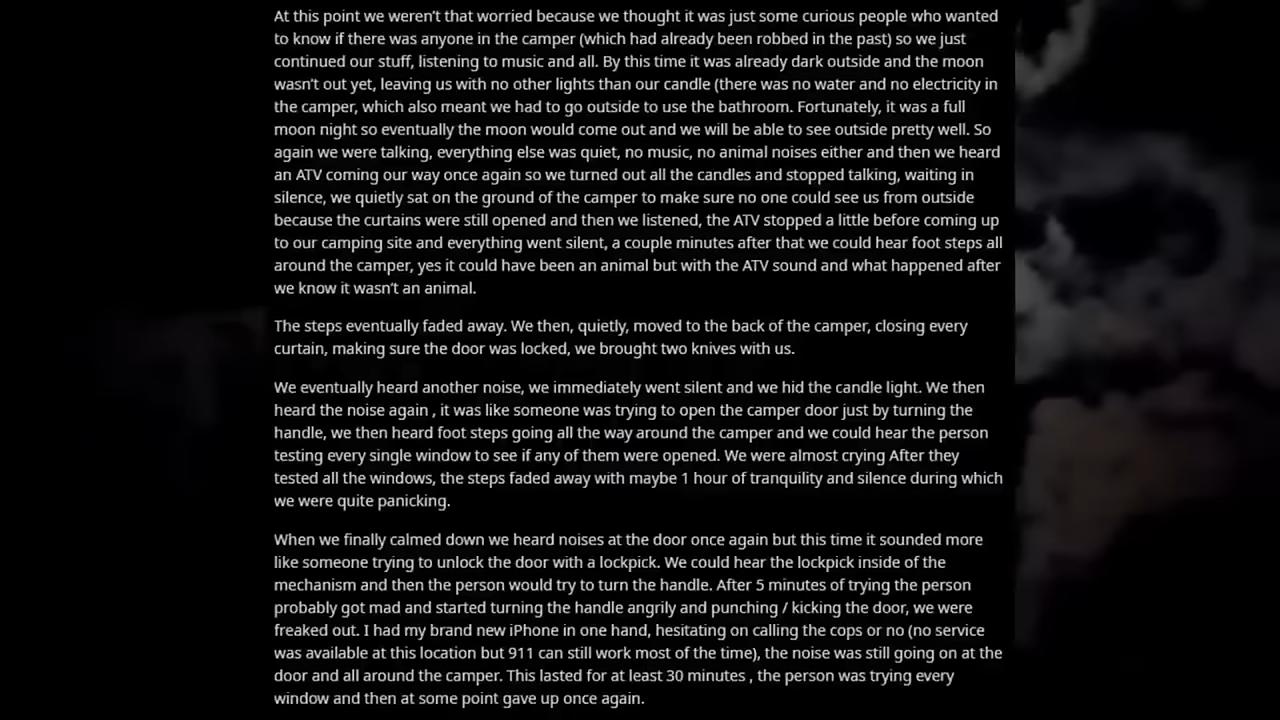 At this point we weren't that worried because we thought it was just some curious people who wanted
to know if there was anyone in the camper (which had already been robbed in the past) so we just
continued our stuff, listening to music and all. By this time it was already dark outside and the moon
wasn't out yet, leaving us with no other lights than our candle (there was no water and no electricity in
the camper, which also meant we had to go outside to use the bathroom. Fortunately, it was a full
moon night so eventually the moon would come out and we will be able to see outside pretty well. So
again we were talking, everything else was quiet, no music, no animal noises either and then we heard
an ATV coming our way once again so we turned out all the candles and stopped talking, waiting in
silence, we quietly sat on the ground of the camper to make sure no one could see us from outside
because the curtains were still opened and then we listened, the ATV stopped a little before coming up
to our camping site and everything went silent, a couple minutes after that we could hear foot steps all
around the camper, yes it could have been an animal but with the ATV sound and what happened after
we know it wasn't an animal.
The steps eventually faded away. We then, quietly, moved to the back of the camper, closing every
curtain, making sure the door was locked, we brought two knives with us.
We eventually heard another noise, we immediately went silent and we hid the candle light. We then
heard the noise again , it was like someone was trying to open the camper door just by turning the
handle, we then heard foot steps going all the way around the camper and we could hear the person
testing every single window to see if any of them were opened. We were almost crying After they
tested all the windows, the steps faded away with maybe 1 hour of tranquility and silence during which
we were quite panicking.
When we finally calmed down we heard noises at the door once again but this time it sounded more
like someone trying to unlock the door with a lockpick. We could hear the lockpick inside of the
mechanism and then the person would try to turn the handle. After 5 minutes of trying the person
probably got mad and started turning the handle angrily and punching / kicking the door, we were
freaked out. I had my brand new iPhone in one hand, hesitating on calling the cops or no (no service
was available at this location but 911 can still work most of the time), the noise was still going on at the
door and all around the camper. This lasted for at least 30 minutes , the person was trying every
window and then at some point gave up once again.